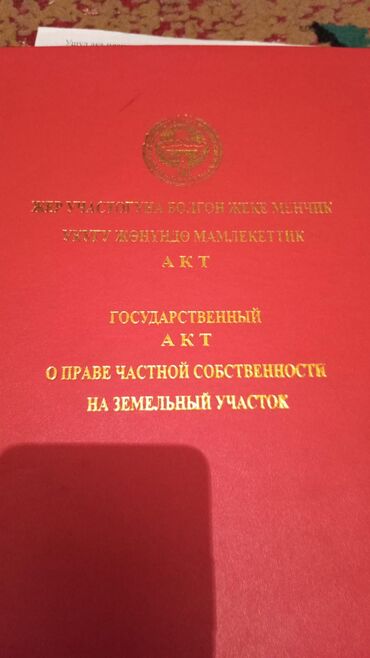 ЖЕР УЧАСТОГУНА БОЛГОН ЖЕКЕ МЕНЧИК
УКУГУ ЖӨНҮНДӨ МАМЛЕКЕТТИК
АКТ
ГОСУДАРСТВЕННЫЙ
АКТ
О ПРАВЕ ЧАСТНОЙ СОБСТВЕННОСТИ
НА ЗЕМЕЛЬНЫЙ УЧАСТОК